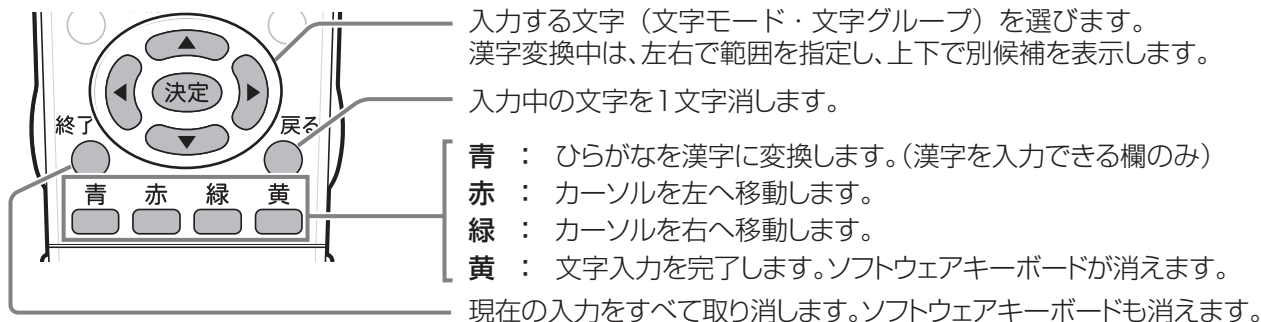 入力する文字（文字モード・文字グループ）を選びます。
漢字変換中は、左右で範囲を指定し、上下で別候補を表示します。
決定
入力中の文字を1文字消します。
終了
戻る
青 赤 緑 黄
青 ： ひらがなを漢字に変換します。（漢字を入力できる欄のみ）
赤 ： カーソルを左へ移動します。
緑 ： カーソルを右へ移動します。
黄 ： 文字入力を完了します。ソフトウェアキーボードが消えます。
現在の入力をすべて取り消します。ソフトウェアキーボードも消えます。